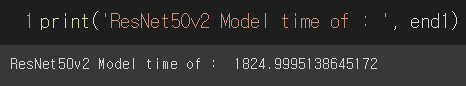 1 print('ResNet50v2 Model time of : ', end1)
ResNet50v2 Model time of :  1824.9995138645172